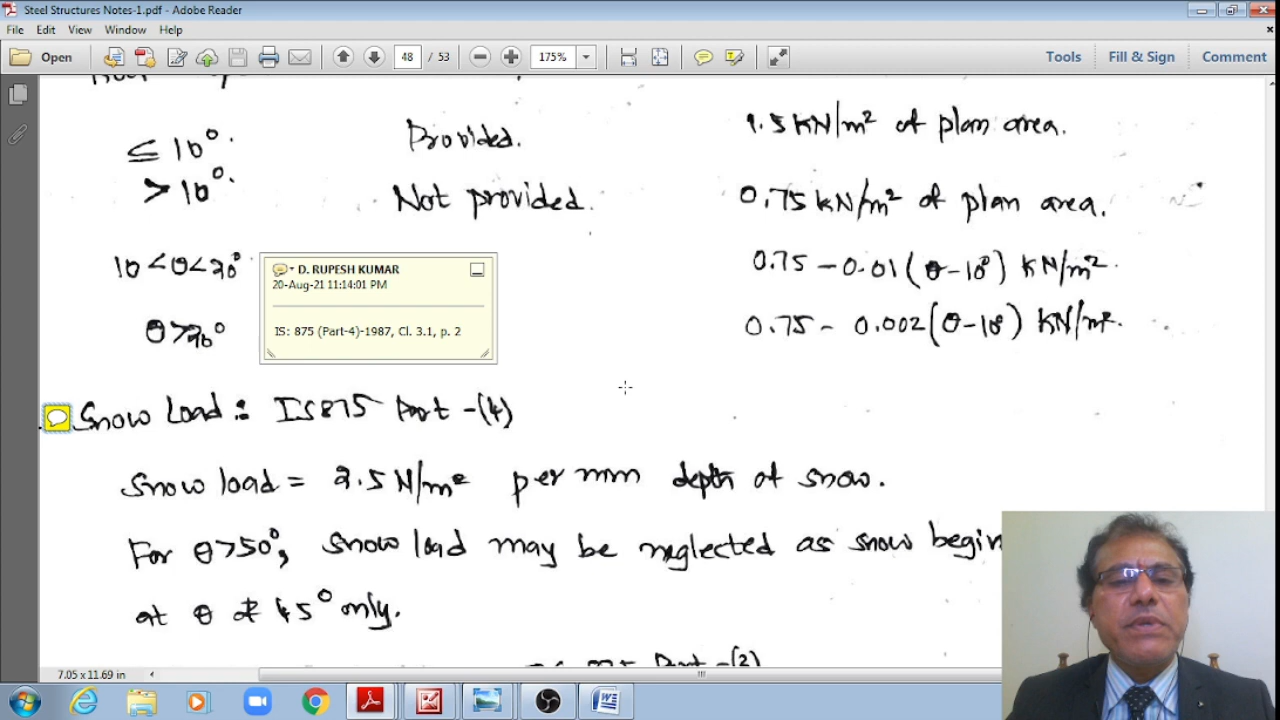 Steel Structures Notes-1.pdf - Adobe Reader
File Edit View Window Help
Open 48 / 53 175% Tools Fill & Sign Comment
≤ 10°. Provided. 1.5 KN/m² of plan area.
> 10°. Not provided. 0.75 KN/m² of plan area.
10 < θ < 20° 0.75 - 0.01 (θ-10°) KN/m².
θ > 20° 0.75 - 0.002 (θ-10°) KN/m².
D. RUPESH KUMAR
20-Aug-21 11:14:01 PM
IS: 875 (Part-4)-1987, Cl. 3.1, p. 2
Snow Load : IS 875 Part -(4)
Snow load = 2.5 N/m² per mm depth of snow.
For θ > 50°, snow load may be neglected as snow begin
at θ of 45° only.
875 Part -(2)
7.05 x 11.69 in